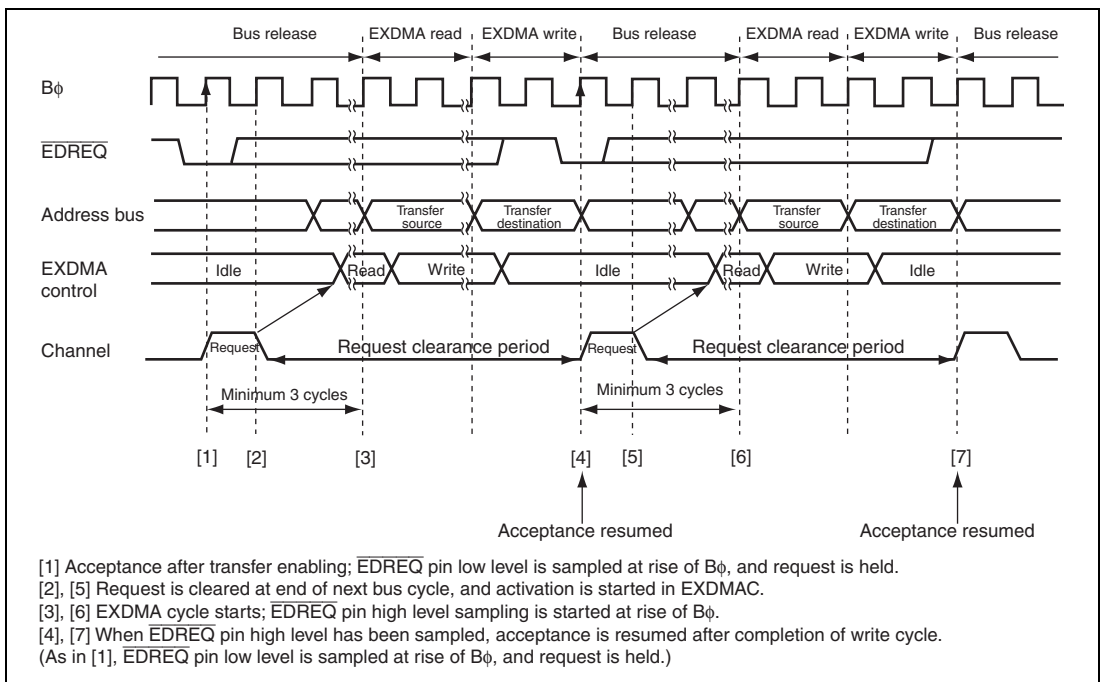 Bus release EXDMA read EXDMA write Bus release EXDMA read EXDMA write Bus release
Bφ
EDREQ
Address bus Transfer source Transfer destination Transfer source Transfer destination
EXDMA control Idle Read Write Idle Read Write Idle
Channel Request Request clearance period Request Request clearance period
Minimum 3 cycles Minimum 3 cycles
[1] [2] [3] [4] [5] [6] [7]
Acceptance resumed Acceptance resumed
[1] Acceptance after transfer enabling; EDREQ pin low level is sampled at rise of Bφ, and request is held.
[2], [5] Request is cleared at end of next bus cycle, and activation is started in EXDMAC.
[3], [6] EXDMA cycle starts; EDREQ pin high level sampling is started at rise of Bφ.
[4], [7] When EDREQ pin high level has been sampled, acceptance is resumed after completion of write cycle.
(As in [1], EDREQ pin low level is sampled at rise of Bφ, and request is held.)